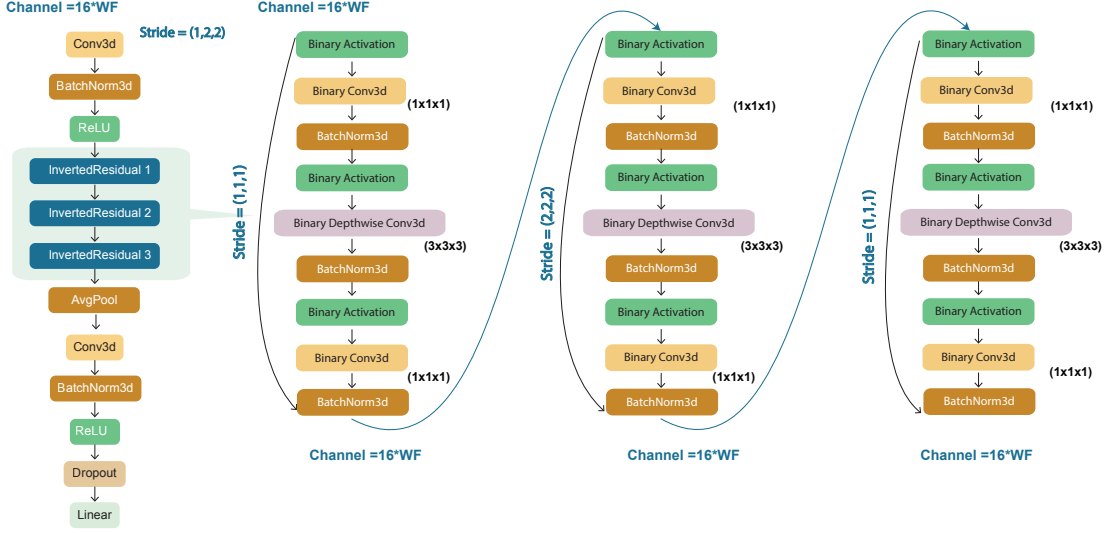 Channel =16*WF
Stride = (1,2,2)
Conv3d
BatchNorm3d
ReLU
InvertedResidual 1
InvertedResidual 2
InvertedResidual 3
AvgPool
Conv3d
BatchNorm3d
ReLU
Dropout
Linear
Channel =16*WF
Stride = (1,1,1)
Binary Activation
Binary Conv3d
(1x1x1)
BatchNorm3d
Binary Activation
Binary Depthwise Conv3d
(3x3x3)
BatchNorm3d
Binary Activation
Binary Conv3d
(1x1x1)
BatchNorm3d
Channel =16*WF
Stride = (2,2,2)
Binary Activation
Binary Conv3d
(1x1x1)
BatchNorm3d
Binary Activation
Binary Depthwise Conv3d
(3x3x3)
BatchNorm3d
Binary Activation
Binary Conv3d
(1x1x1)
BatchNorm3d
Channel =16*WF
Stride = (1,1,1)
Binary Activation
Binary Conv3d
(1x1x1)
BatchNorm3d
Binary Activation
Binary Depthwise Conv3d
(3x3x3)
BatchNorm3d
Binary Activation
Binary Conv3d
(1x1x1)
BatchNorm3d
Channel =16*WF